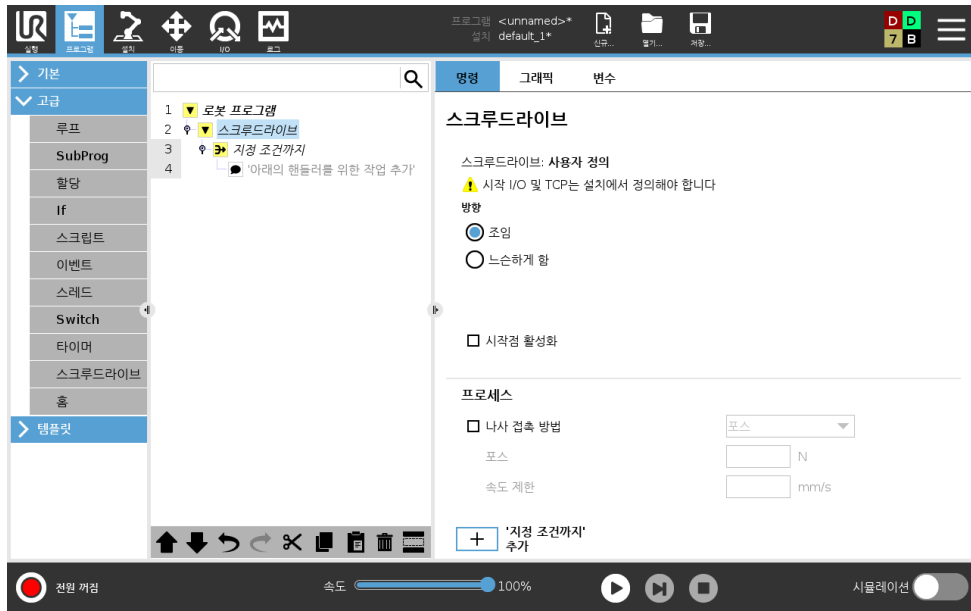 프로그램 <unnamed>*
설치 default_1*
실행 프로그램 설치 이동 I/O 로그 신규... 열기... 저장...
D D
7 B
기본
고급
루프
SubProg
할당
If
스크립트
이벤트
스레드
Switch
타이머
스크루드라이브
홈
템플릿
1 로봇 프로그램
2 스크루드라이브
3 지정 조건까지
4 '아래의 핸들러를 위한 작업 추가'
명령 그래픽 변수
스크루드라이브
스크루드라이브: 사용자 정의
시작 I/O 및 TCP는 설치에서 정의해야 합니다
방향
조임
느슨하게 함
시작점 활성화
프로세스
나사 접촉 방법 포스
포스 N
속도 제한 mm/s
'지정 조건까지'
추가
전원 꺼짐 속도 100% 시뮬레이션